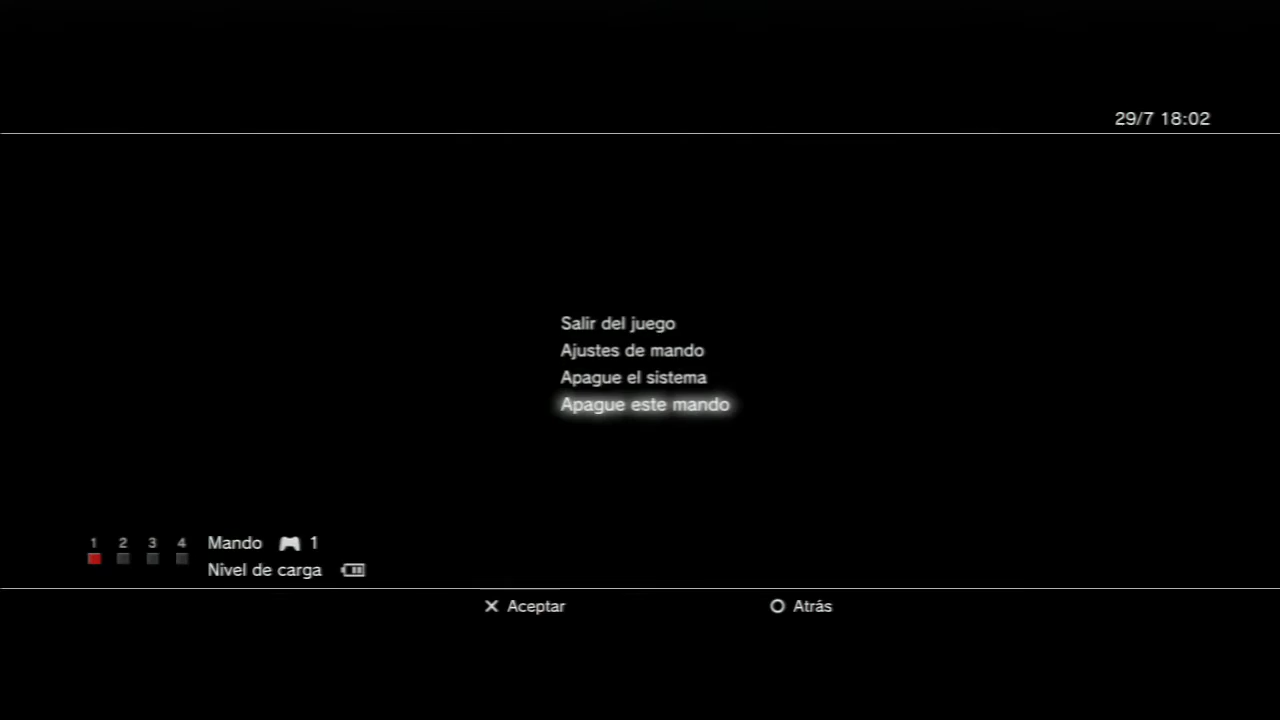 29/7 18:02
Salir del juego
Ajustes de mando
Apague el sistema
Apague este mando
1 2 3 4
Mando 1
Nivel de carga
Aceptar
Atrás